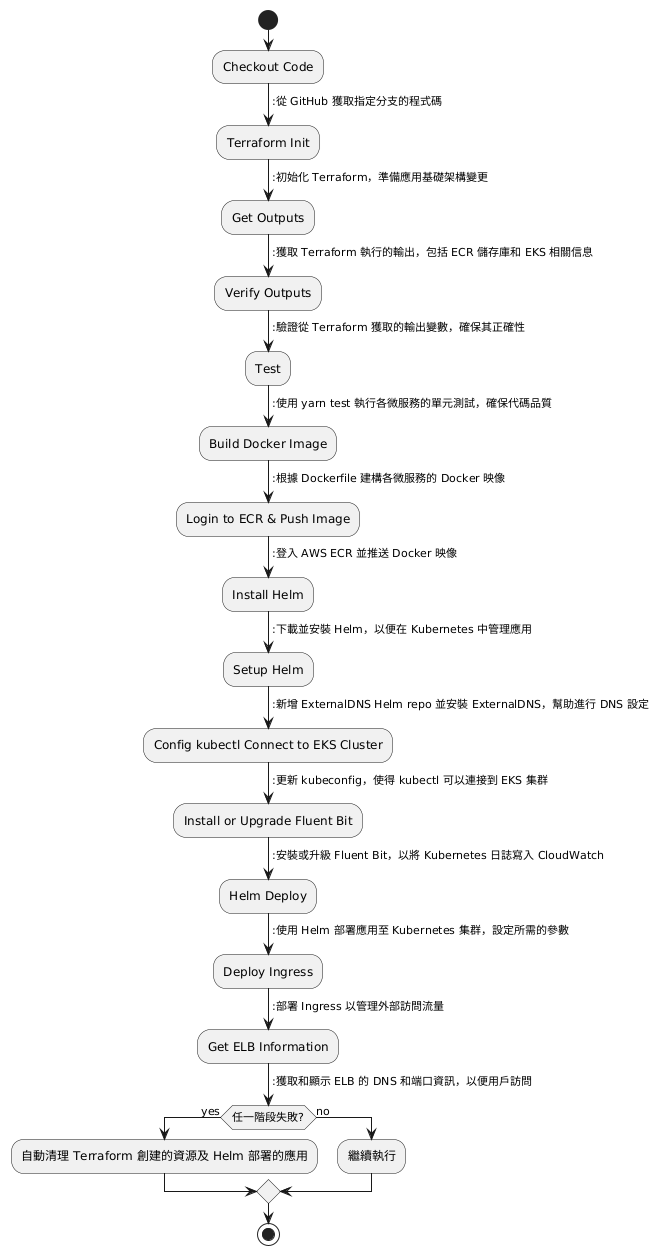 Checkout Code
:從 GitHub 獲取指定分支的程式碼
Terraform Init
:初始化 Terraform，準備應用基礎架構變更
Get Outputs
:獲取 Terraform 執行的輸出，包括 ECR 儲存庫和 EKS 相關信息
Verify Outputs
:驗證從 Terraform 獲取的輸出變數，確保其正確性
Test
:使用 yarn test 執行各微服務的單元測試，確保代碼品質
Build Docker Image
:根據 Dockerfile 建構各微服務的 Docker 映像
Login to ECR & Push Image
:登入 AWS ECR 並推送 Docker 映像
Install Helm
:下載並安裝 Helm，以便在 Kubernetes 中管理應用
Setup Helm
:新增 ExternalDNS Helm repo 並安裝 ExternalDNS，幫助進行 DNS 設定
Config kubectl Connect to EKS Cluster
:更新 kubeconfig，使得 kubectl 可以連接到 EKS 集群
Install or Upgrade Fluent Bit
:安裝或升級 Fluent Bit，以將 Kubernetes 日誌寫入 CloudWatch
Helm Deploy
:使用 Helm 部署應用至 Kubernetes 集群，設定所需的參數
Deploy Ingress
:部署 Ingress 以管理外部訪問流量
Get ELB Information
:獲取和顯示 ELB 的 DNS 和端口資訊，以便用戶訪問
yes
任一階段失敗?
no
自動清理 Terraform 創建的資源及 Helm 部署的應用
繼續執行